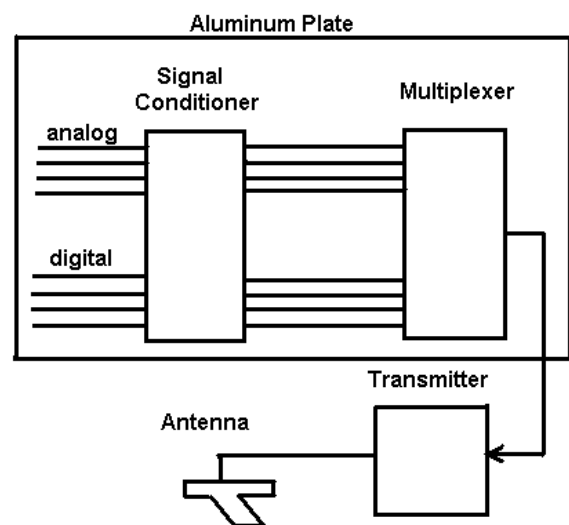 Aluminum Plate
Signal
Conditioner
Multiplexer
analog
digital
Transmitter
Antenna